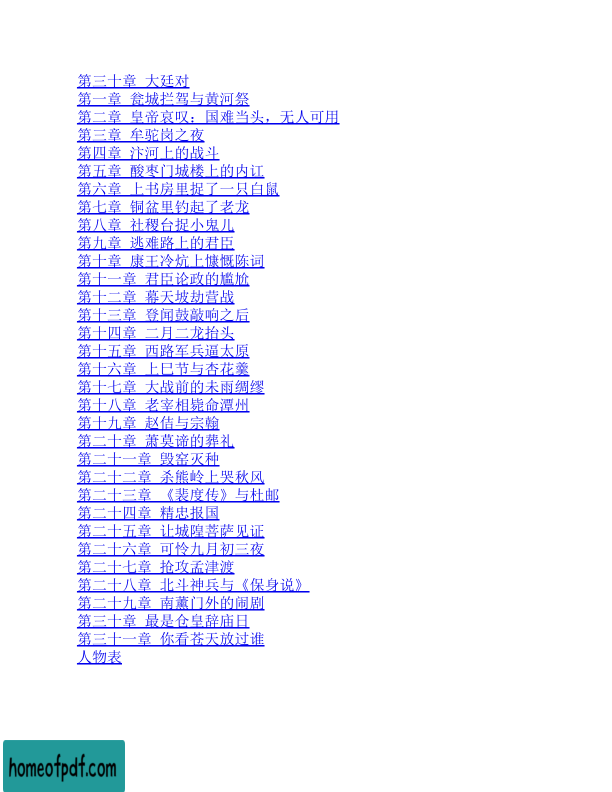 第三十章 大廷对
第一章 瓮城拦驾与黄河祭
第二章 皇帝哀叹：国难当头，无人可用
第三章 牟驼岗之夜
第四章 汴河上的战斗
第五章 酸枣门城楼上的内讧
第六章 上书房里捉了一只白鼠
第七章 铜盆里钓起了老龙
第八章 社稷台捉小鬼儿
第九章 逃难路上的君臣
第十章 康王冷炕上慷慨陈词
第十一章 君臣论政的尴尬
第十二章 幕天坡劫营战
第十三章 登闻鼓敲响之后
第十四章 二月二龙抬头
第十五章 西路军兵逼太原
第十六章 上巳节与杏花羹
第十七章 大战前的未雨绸缪
第十八章 老宰相毙命潭州
第十九章 赵佶与宗翰
第二十章 萧莫谛的葬礼
第二十一章 毁窑灭种
第二十二章 杀熊岭上哭秋风
第二十三章 《裴度传》与杜邮
第二十四章 精忠报国
第二十五章 让城隍菩萨见证
第二十六章 可怜九月初三夜
第二十七章 抢攻孟津渡
第二十八章 北斗神兵与《保身说》
第二十九章 南薰门外的闹剧
第三十章 最是仓皇辞庙日
第三十一章 你看苍天放过谁
人物表
homeofpdf.com